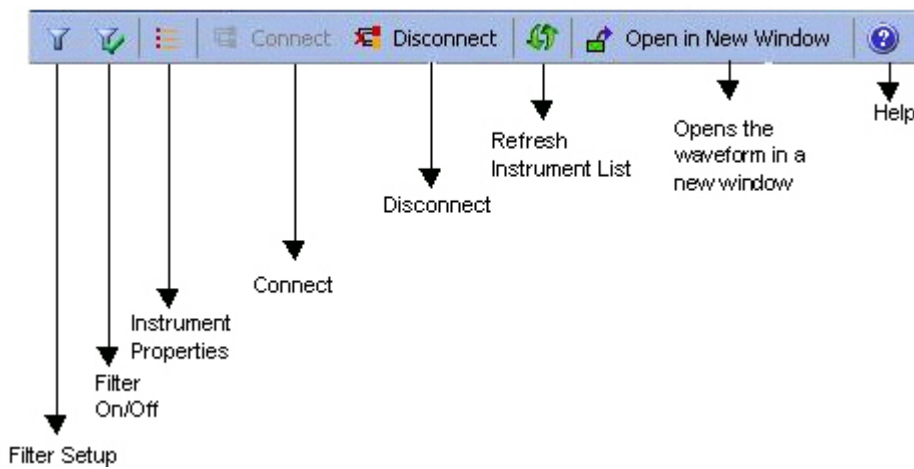 Connect Disconnect Open in New Window
Help
Opens the
waveform in a
new window
Refresh
Instrument List
Disconnect
Connect
Instrument
Properties
Filter
On/Off
Filter Setup